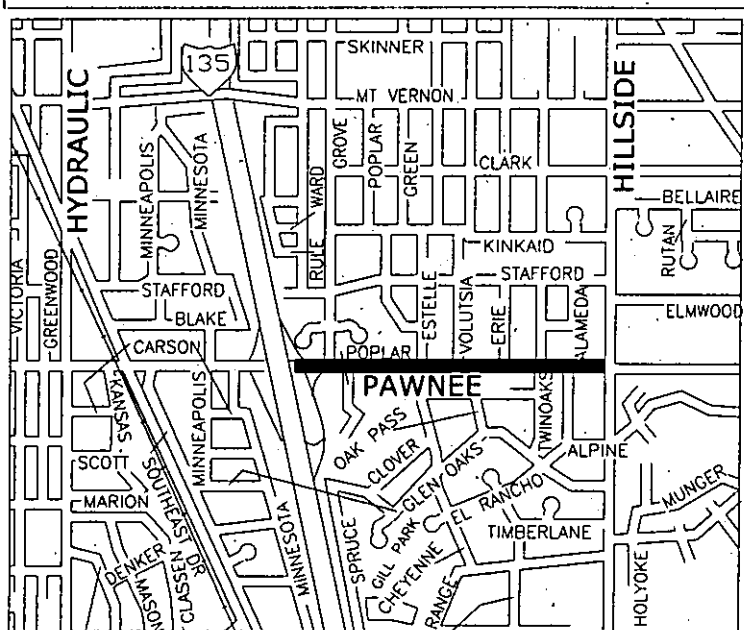 SKINNER
135
MT VERNON
HYDRAULIC
HILLSIDE
MINNEAPOLIS
MINNESOTA
WARD
GROVE
POPLAR
GREEN
CLARK
BELLAIRE
RUTAN
KINKAID
RULE
STAFFORD
STAFFORD
VICTORIA
GREENWOOD
BLAKE
ESTELLE
VOLUTSIA
ERIE
ALAMEDA
ELMWOOD
CARSON
POPLAR
PAWNEE
KANSAS
MINNEAPOLIS
TWINOAKS
OAK PASS
CLOVER
GLEN OAKS
ALPINE
SCOTT
SOUTHEAST DR
MARION
EL RANCHO
MUNGER
TIMBERLANE
MINNESOTA
SPRUCE
GILL PARK
CHEYENNE
RANGE
DENKER
MASON
CLASSEN
HOLYOKE